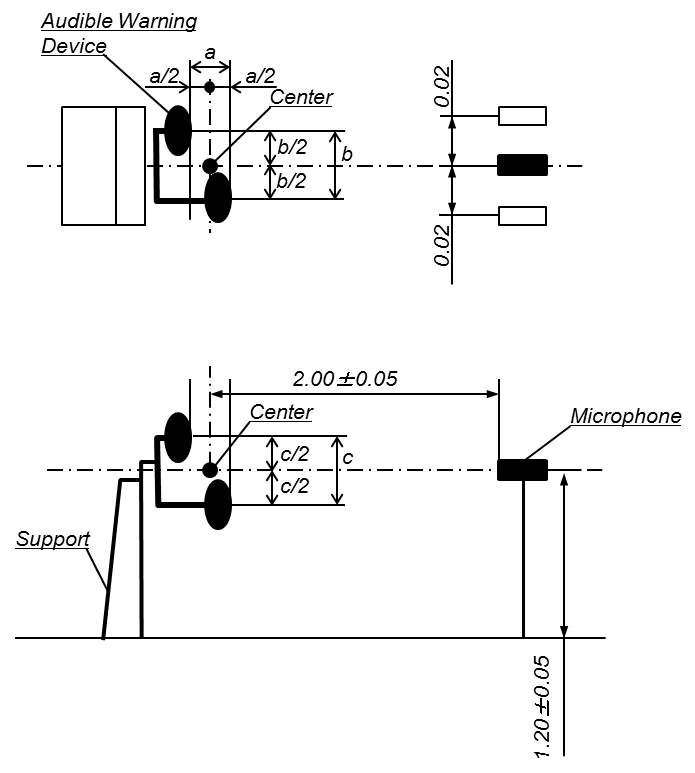 Audible Warning
Device
a
a/2
a/2
Center
b/2
b
b/2
0.02
0.02
2.00±0.05
Center
Microphone
c/2
c
c/2
Support
1.20±0.05